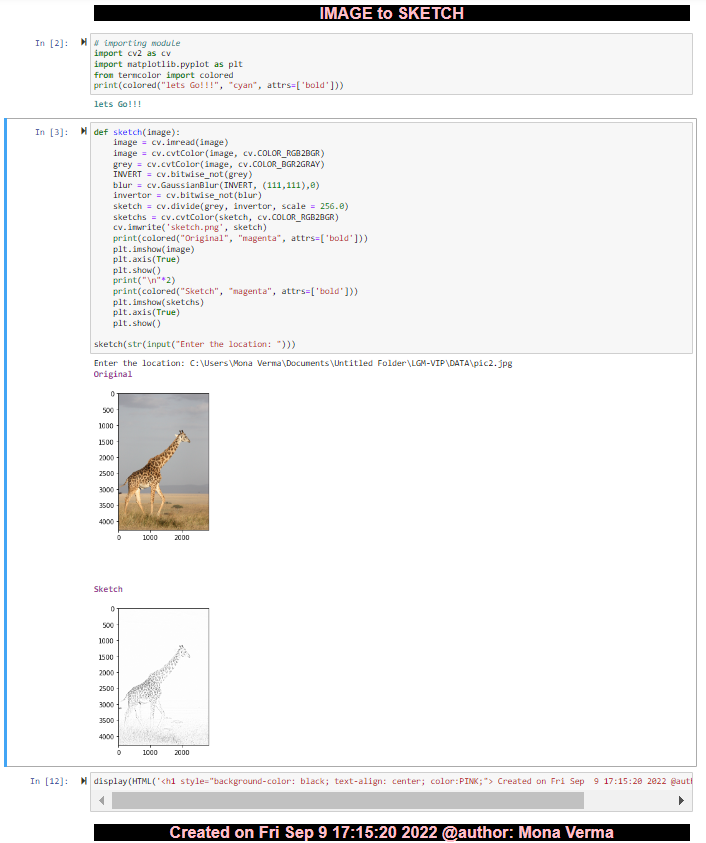 IMAGE to SKETCH
In [2]:
# importing module
import cv2 as cv
import matplotlib.pyplot as plt
from termcolor import colored
print(colored("lets Go!!!", "cyan", attrs=['bold']))
lets Go!!!
In [3]:
def sketch(image):
    image = cv.imread(image)
    image = cv.cvtColor(image, cv.COLOR_RGB2BGR)
    grey = cv.cvtColor(image, cv.COLOR_BGR2GRAY)
    INVERT = cv.bitwise_not(grey)
    blur = cv.GaussianBlur(INVERT, (111,111),0)
    invertor = cv.bitwise_not(blur)
    sketch = cv.divide(grey, invertor, scale = 256.0)
    sketchs = cv.cvtColor(sketch, cv.COLOR_RGB2BGR)
    cv.imwrite('sketch.png', sketch)
    print(colored("Original", "magenta", attrs=['bold']))
    plt.imshow(image)
    plt.axis(True)
    plt.show()
    print("\n"*2)
    print(colored("Sketch", "magenta", attrs=['bold']))
    plt.imshow(sketchs)
    plt.axis(True)
    plt.show()
sketch(str(input("Enter the location: ")))
Enter the location: C:\Users\Mona Verma\Documents\Untitled Folder\LGM-VIP\DATA\pic2.jpg
Original
0
500
1000
1500
2000
2500
3000
3500
4000
0 1000 2000
Sketch
0
500
1000
1500
2000
2500
3000
3500
4000
0 1000 2000
In [12]:
display(HTML('<h1 style="background-color: black; text-align: center; color:PINK;"> Created on Fri Sep  9 17:15:20 2022 @aut
Created on Fri Sep 9 17:15:20 2022 @author: Mona Verma